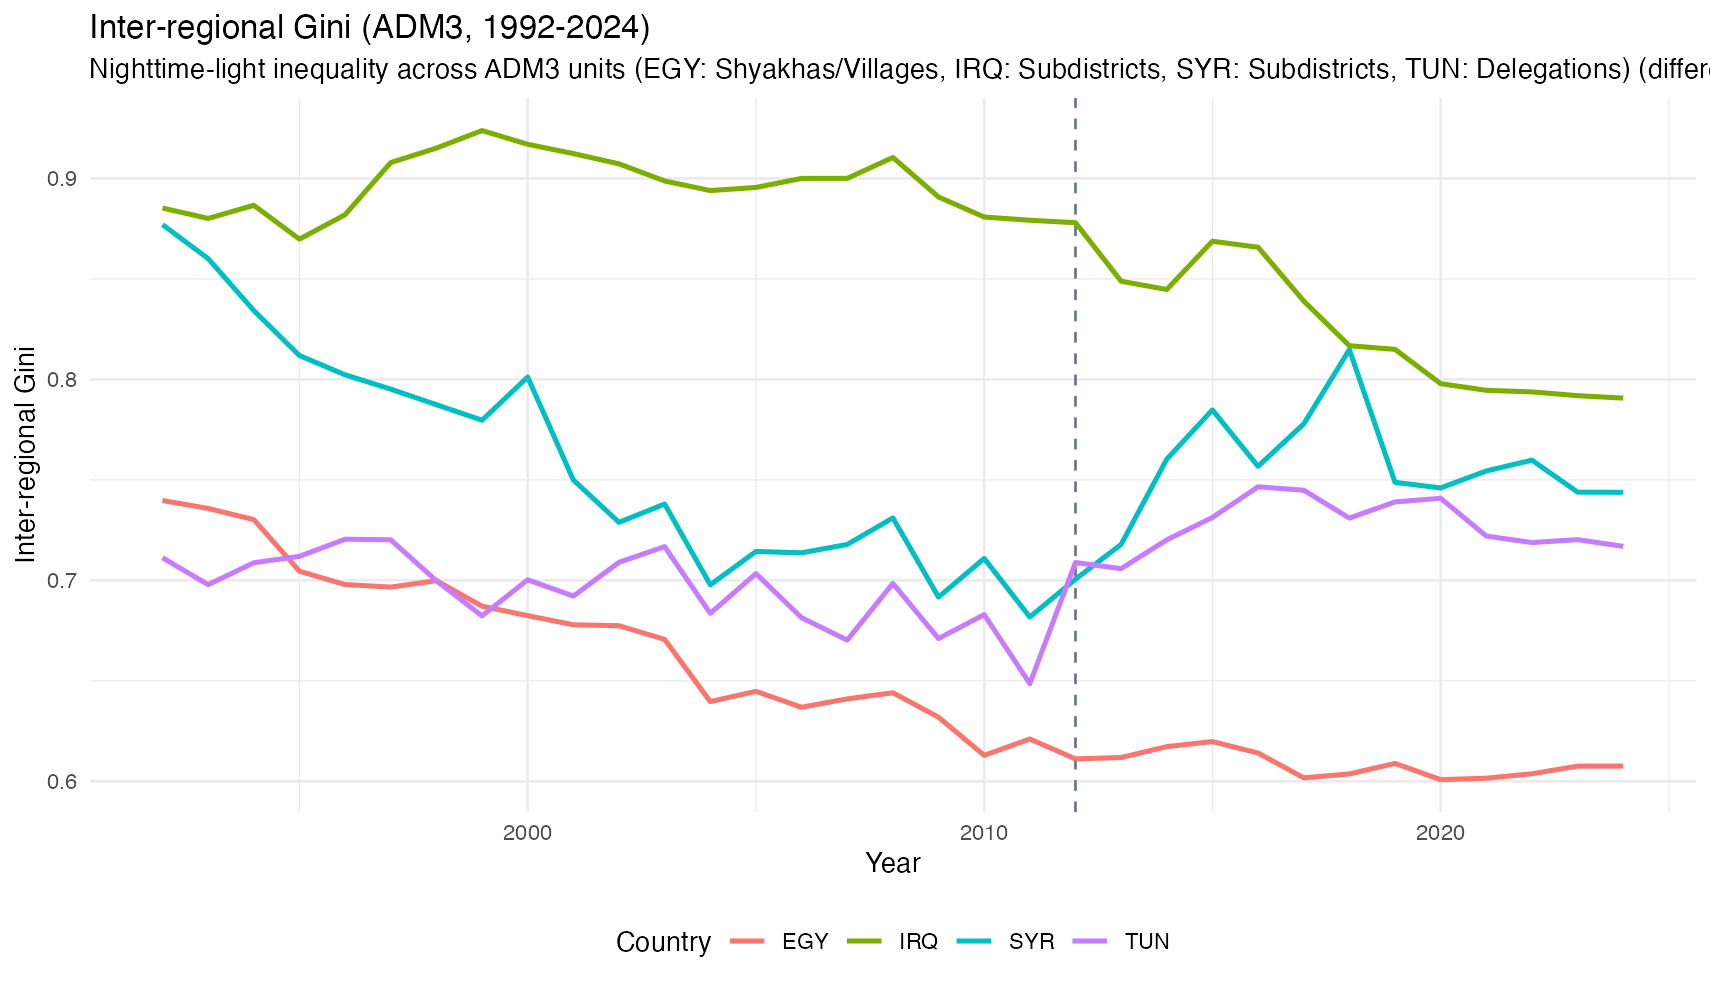 Inter-regional Gini (ADM3, 1992-2024)
Nighttime-light inequality across ADM3 units (EGY: Shyakhas/Villages, IRQ: Subdistricts, SYR: Subdistricts, TUN: Delegations) (differ
Inter-regional Gini
0.9
0.8
0.7
0.6
2000 2010 2020
Year
Country EGY IRQ SYR TUN